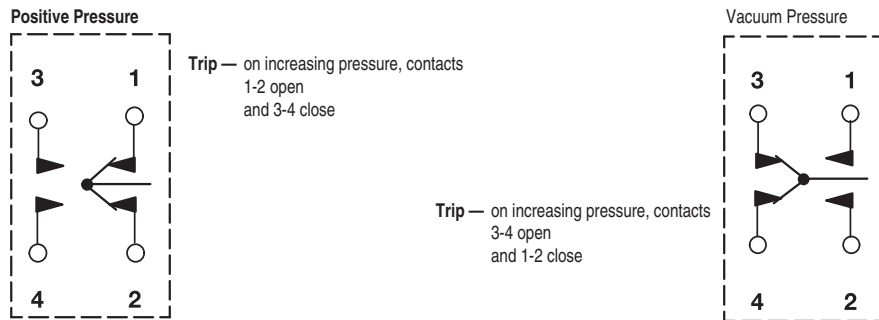 Positive Pressure
3 1
4 2
Trip — on increasing pressure, contacts
1-2 open
and 3-4 close
Vacuum Pressure
3 1
4 2
Trip — on increasing pressure, contacts
3-4 open
and 1-2 close